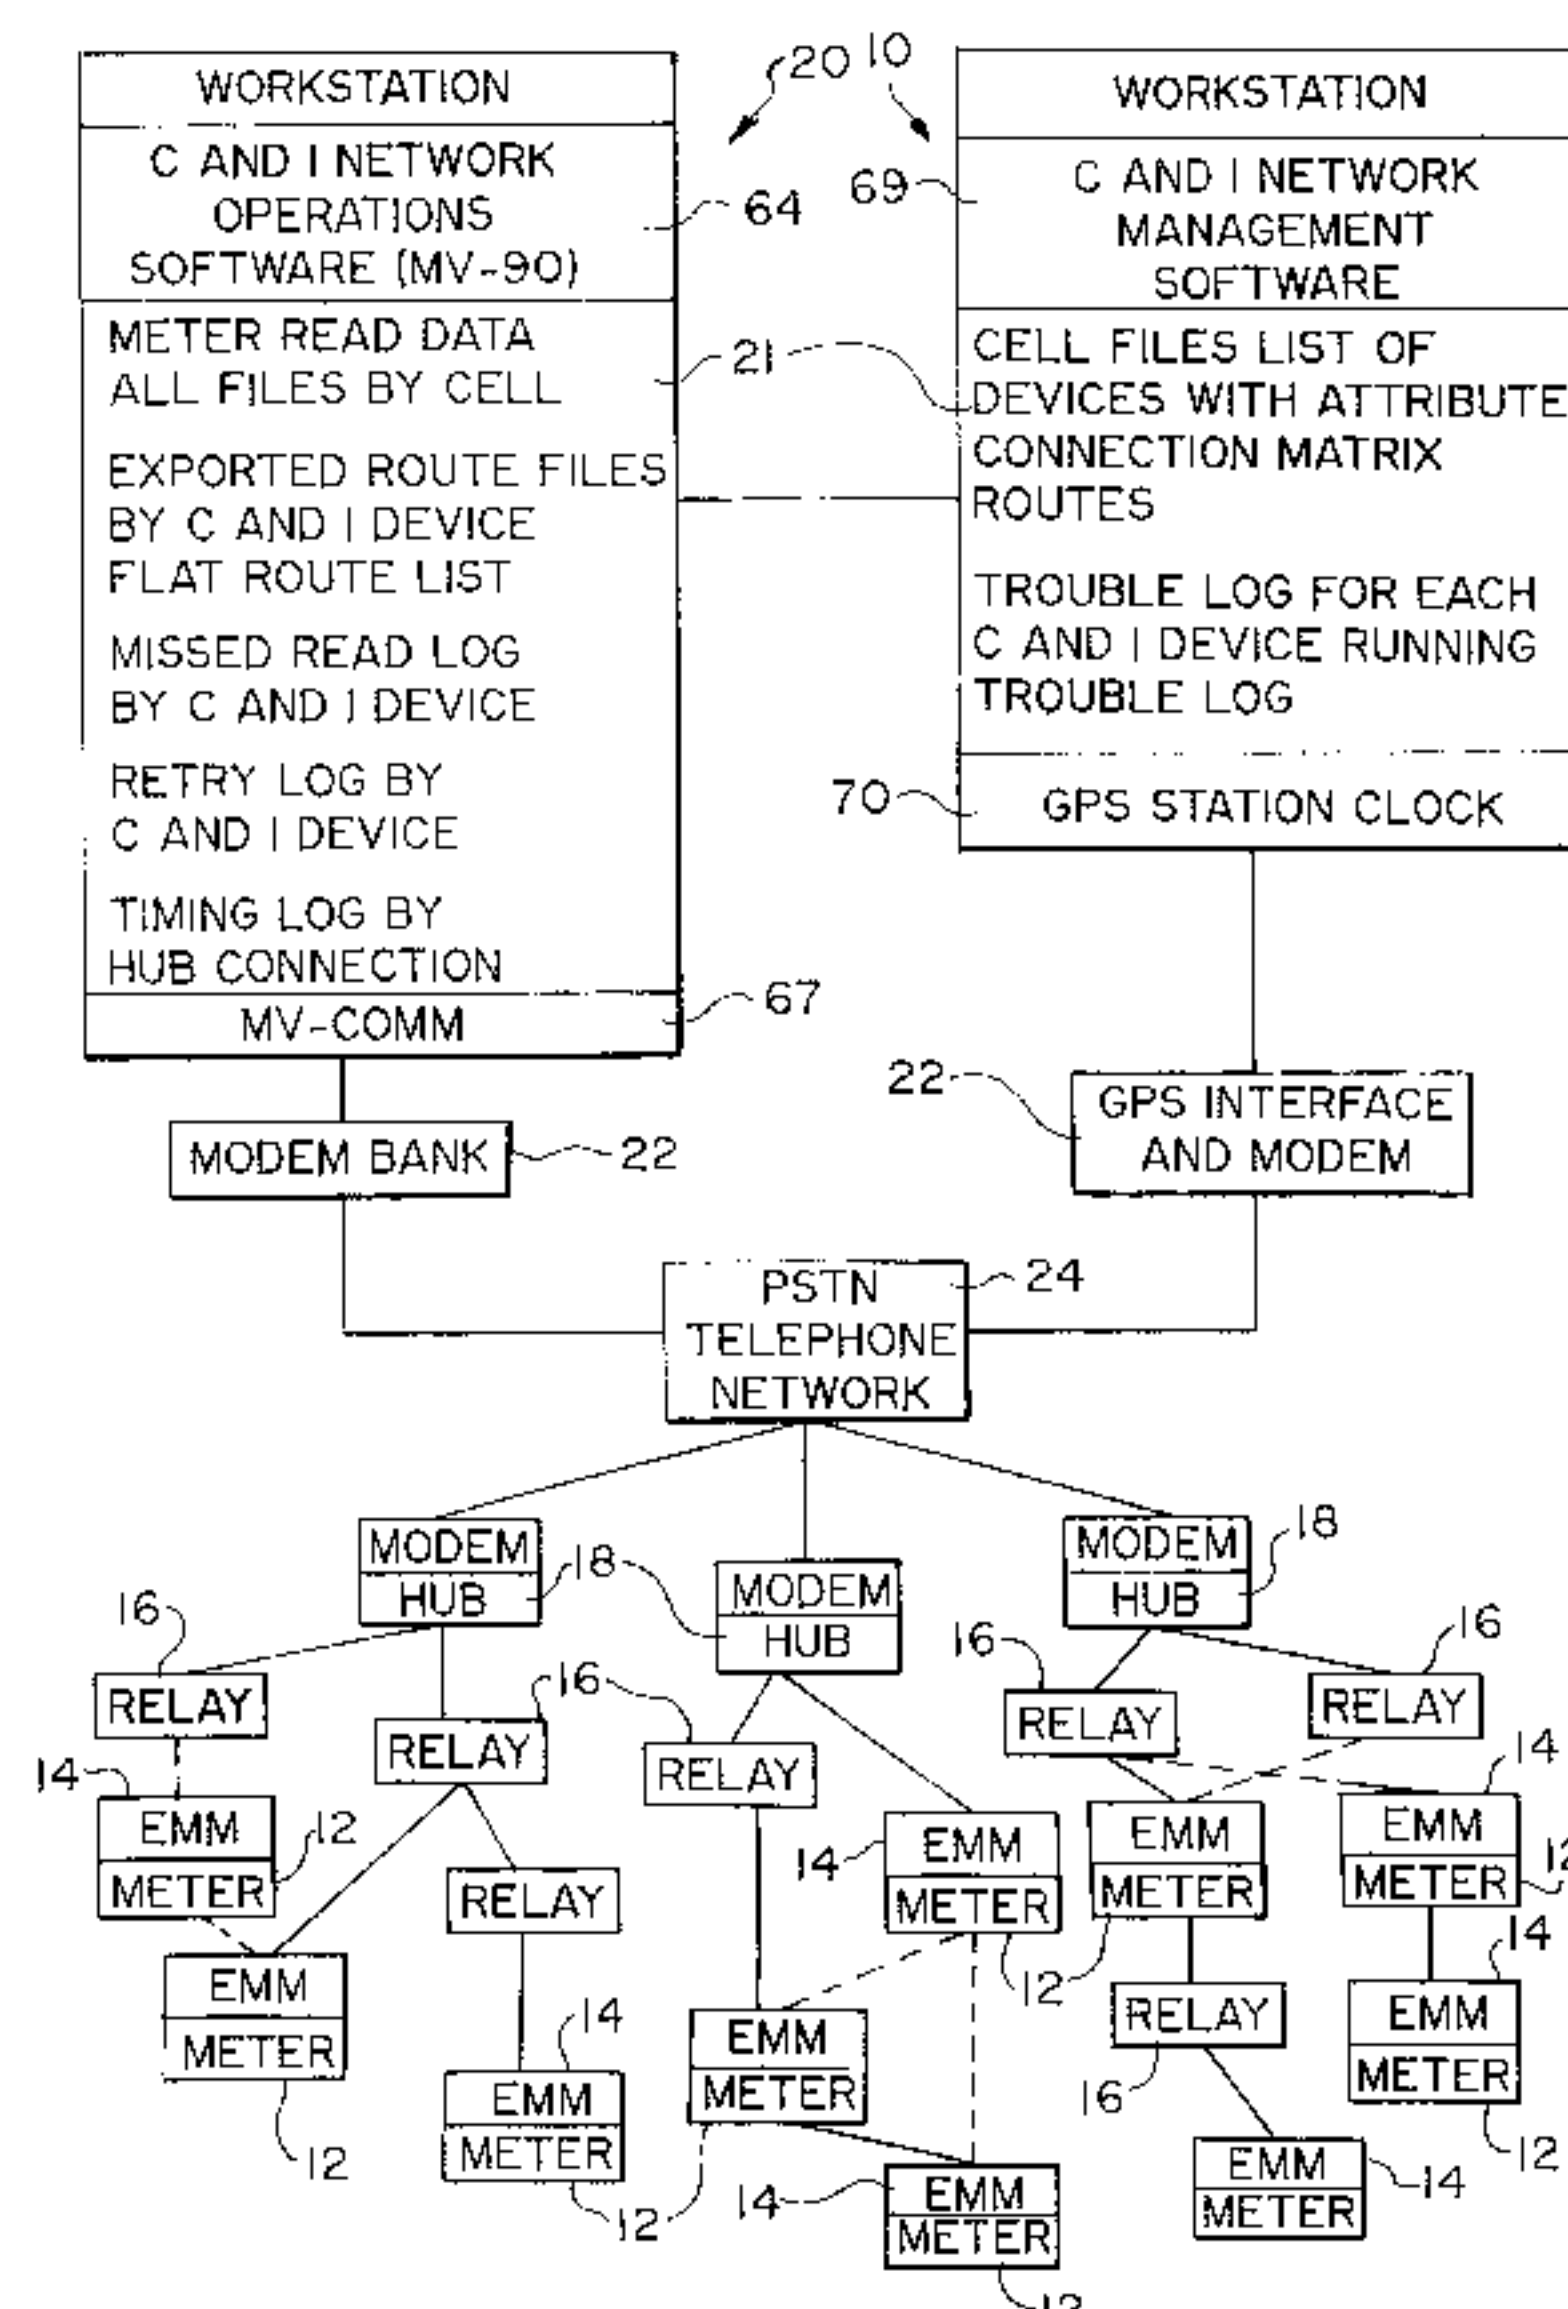 WORKSTATION
C AND I NETWORK
OPERATIONS
SOFTWARE (MV-90)
METER READ DATA
ALL FILES BY CELL
EXPORTED ROUTE FILES
BY C AND I DEVICE
FLAT ROUTE LIST
MISSED READ LOG
BY C AND I DEVICE
RETRY LOG BY
C AND I DEVICE
TIMING LOG BY
HUB CONNECTION
MV-COMM
20
10
64
69
21
67
WORKSTATION
C AND I NETWORK
MANAGEMENT
SOFTWARE
CELL FILES LIST OF
DEVICES WITH ATTRIBUTE
CONNECTION MATRIX
ROUTES
TROUBLE LOG FOR EACH
C AND I DEVICE RUNNING
TROUBLE LOG
70
GPS STATION CLOCK
22
GPS INTERFACE
AND MODEM
MODEM BANK
22
PSTN
TELEPHONE
NETWORK
24
MODEM
HUB
18
MODEM
HUB
MODEM
HUB
18
16
RELAY
RELAY
16
RELAY
16
RELAY
16
RELAY
14
EMM
METER
12
EMM
METER
12
RELAY
14
EMM
METER
12
14
EMM
METER
12
EMM
METER
14
EMM
METER
EMM
METER
RELAY
16
14
EMM
METER
14
EMM
METER
12
EMM
METER
14